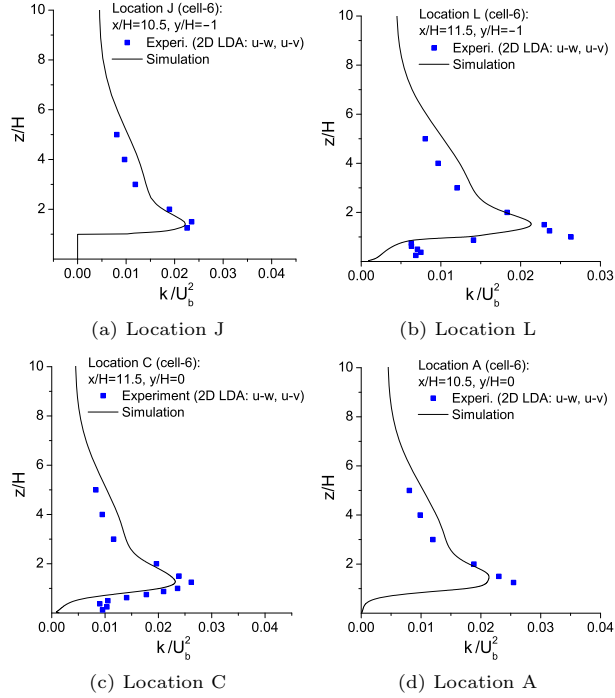 Location J (cell-6):
x/H=10.5, y/H=−1
Experi. (2D LDA: u-w, u-v)
Simulation
z/H
10
8
6
4
2
0.00 0.01 0.02 0.03 0.04
k/U_b^2
(a) Location J
Location L (cell-6):
x/H=11.5, y/H=−1
Experi. (2D LDA: u-w, u-v)
Simulation
z/H
10
8
6
4
2
0.00 0.01 0.02 0.03
k/U_b^2
(b) Location L
Location C (cell-6):
x/H=11.5, y/H=0
Experiment (2D LDA: u-w, u-v)
Simulation
z/H
10
8
6
4
2
0.00 0.01 0.02 0.03 0.04
k/U_b^2
(c) Location C
Location A (cell-6):
x/H=10.5, y/H=0
Experi. (2D LDA: u-w, u-v)
Simulation
z/H
10
8
6
4
2
0.00 0.01 0.02 0.03 0.04
k/U_b^2
(d) Location A